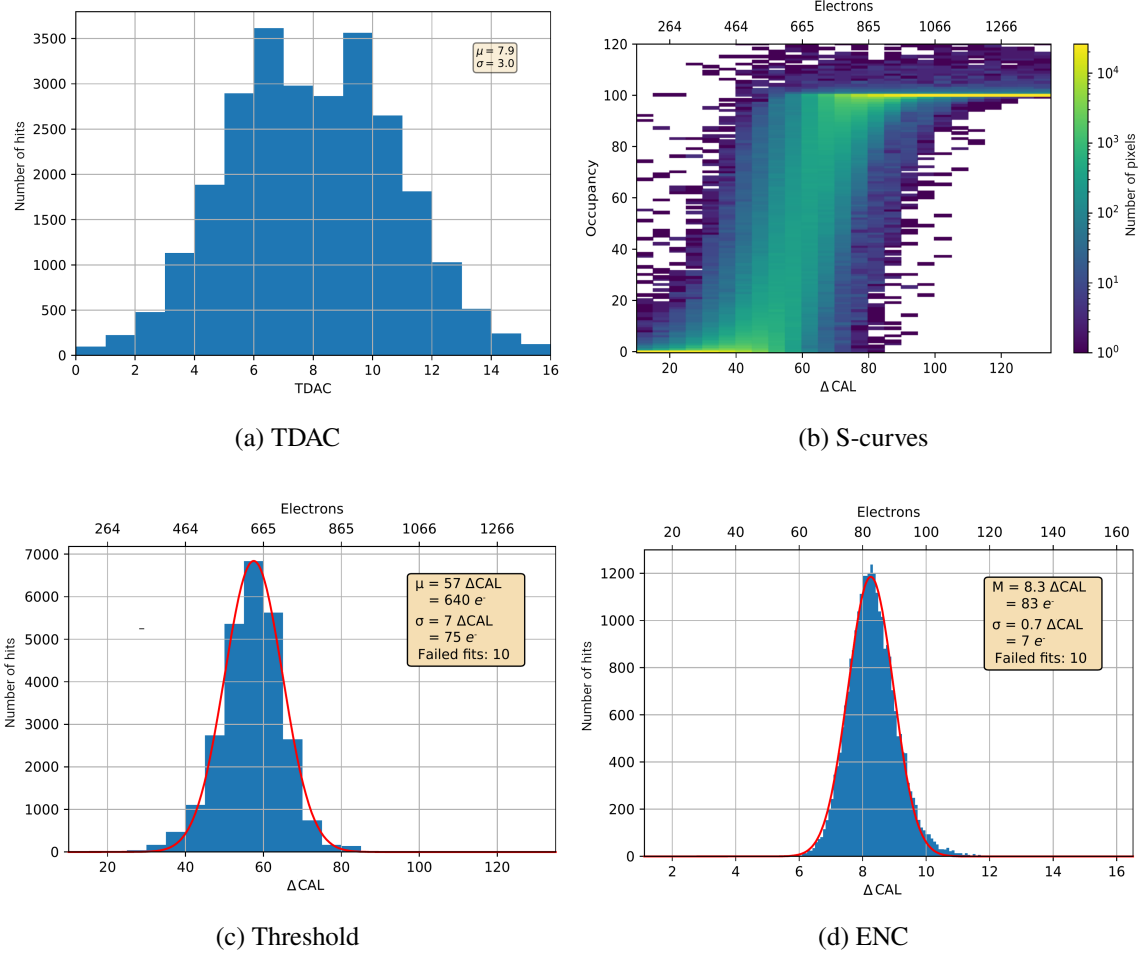 3500
3000
2500
2000
1500
1000
500
0
Number of hits
μ = 7.9
σ = 3.0
0 2 4 6 8 10 12 14 16
TDAC
(a) TDAC
Electrons
264 464 665 865 1066 1266
120
100
80
60
40
20
0
Occupancy
20 40 60 80 100 120
Δ CAL
10⁴
10³
10²
10¹
10⁰
Number of pixels
(b) S-curves
Electrons
264 464 665 865 1066 1266
7000
6000
5000
4000
3000
2000
1000
0
Number of hits
μ = 57 ΔCAL
= 640 e⁻
σ = 7 ΔCAL
= 75 e⁻
Failed fits: 10
20 40 60 80 100 120
Δ CAL
(c) Threshold
Electrons
20 40 60 80 100 120 140 160
1200
1000
800
600
400
200
0
Number of hits
M = 8.3 ΔCAL
= 83 e⁻
σ = 0.7 ΔCAL
= 7 e⁻
Failed fits: 10
2 4 6 8 10 12 14 16
Δ CAL
(d) ENC